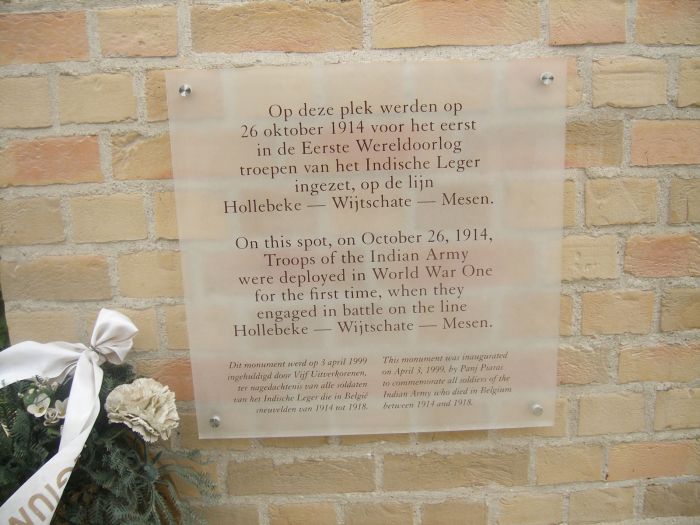 Op deze plek werden op
26 oktober 1914 voor het eerst
in de Eerste Wereldoorlog
troepen van het Indische Leger
ingezet, op de lijn
Hollebeke — Wijtschate — Mesen.
On this spot, on October 26, 1914,
Troops of the Indian Army
were deployed in World War One
for the first time, when they
engaged in battle on the line
Hollebeke — Wijtschate — Mesen.
Dit monument werd op 3 april 1999
ingehuldigd door Vijf Uitverkorenen,
ter nagedachtenis van alle soldaten
van het Indische Leger die in België
sneuvelden van 1914 tot 1918.
This monument was inaugurated
on April 3, 1999, by Panj Piaras
to commemorate all soldiers of the
Indian Army who died in Belgium
between 1914 and 1918.
GIUM